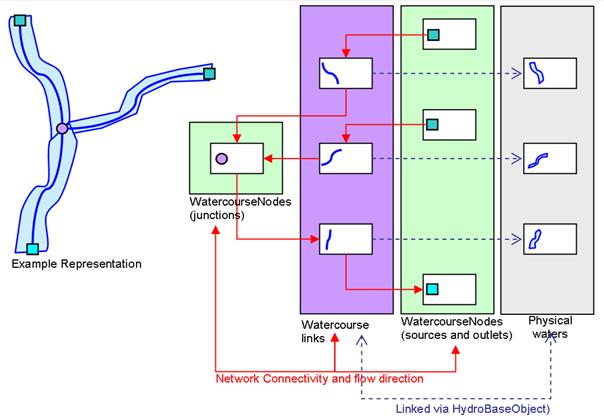 WatercourseNodes
(junctions)
Example Representation
Watercourse
links
WatercourseNodes
(sources and outlets)
Physical
waters
Network Connectivity and flow direction
Linked via HydroBaseObject)